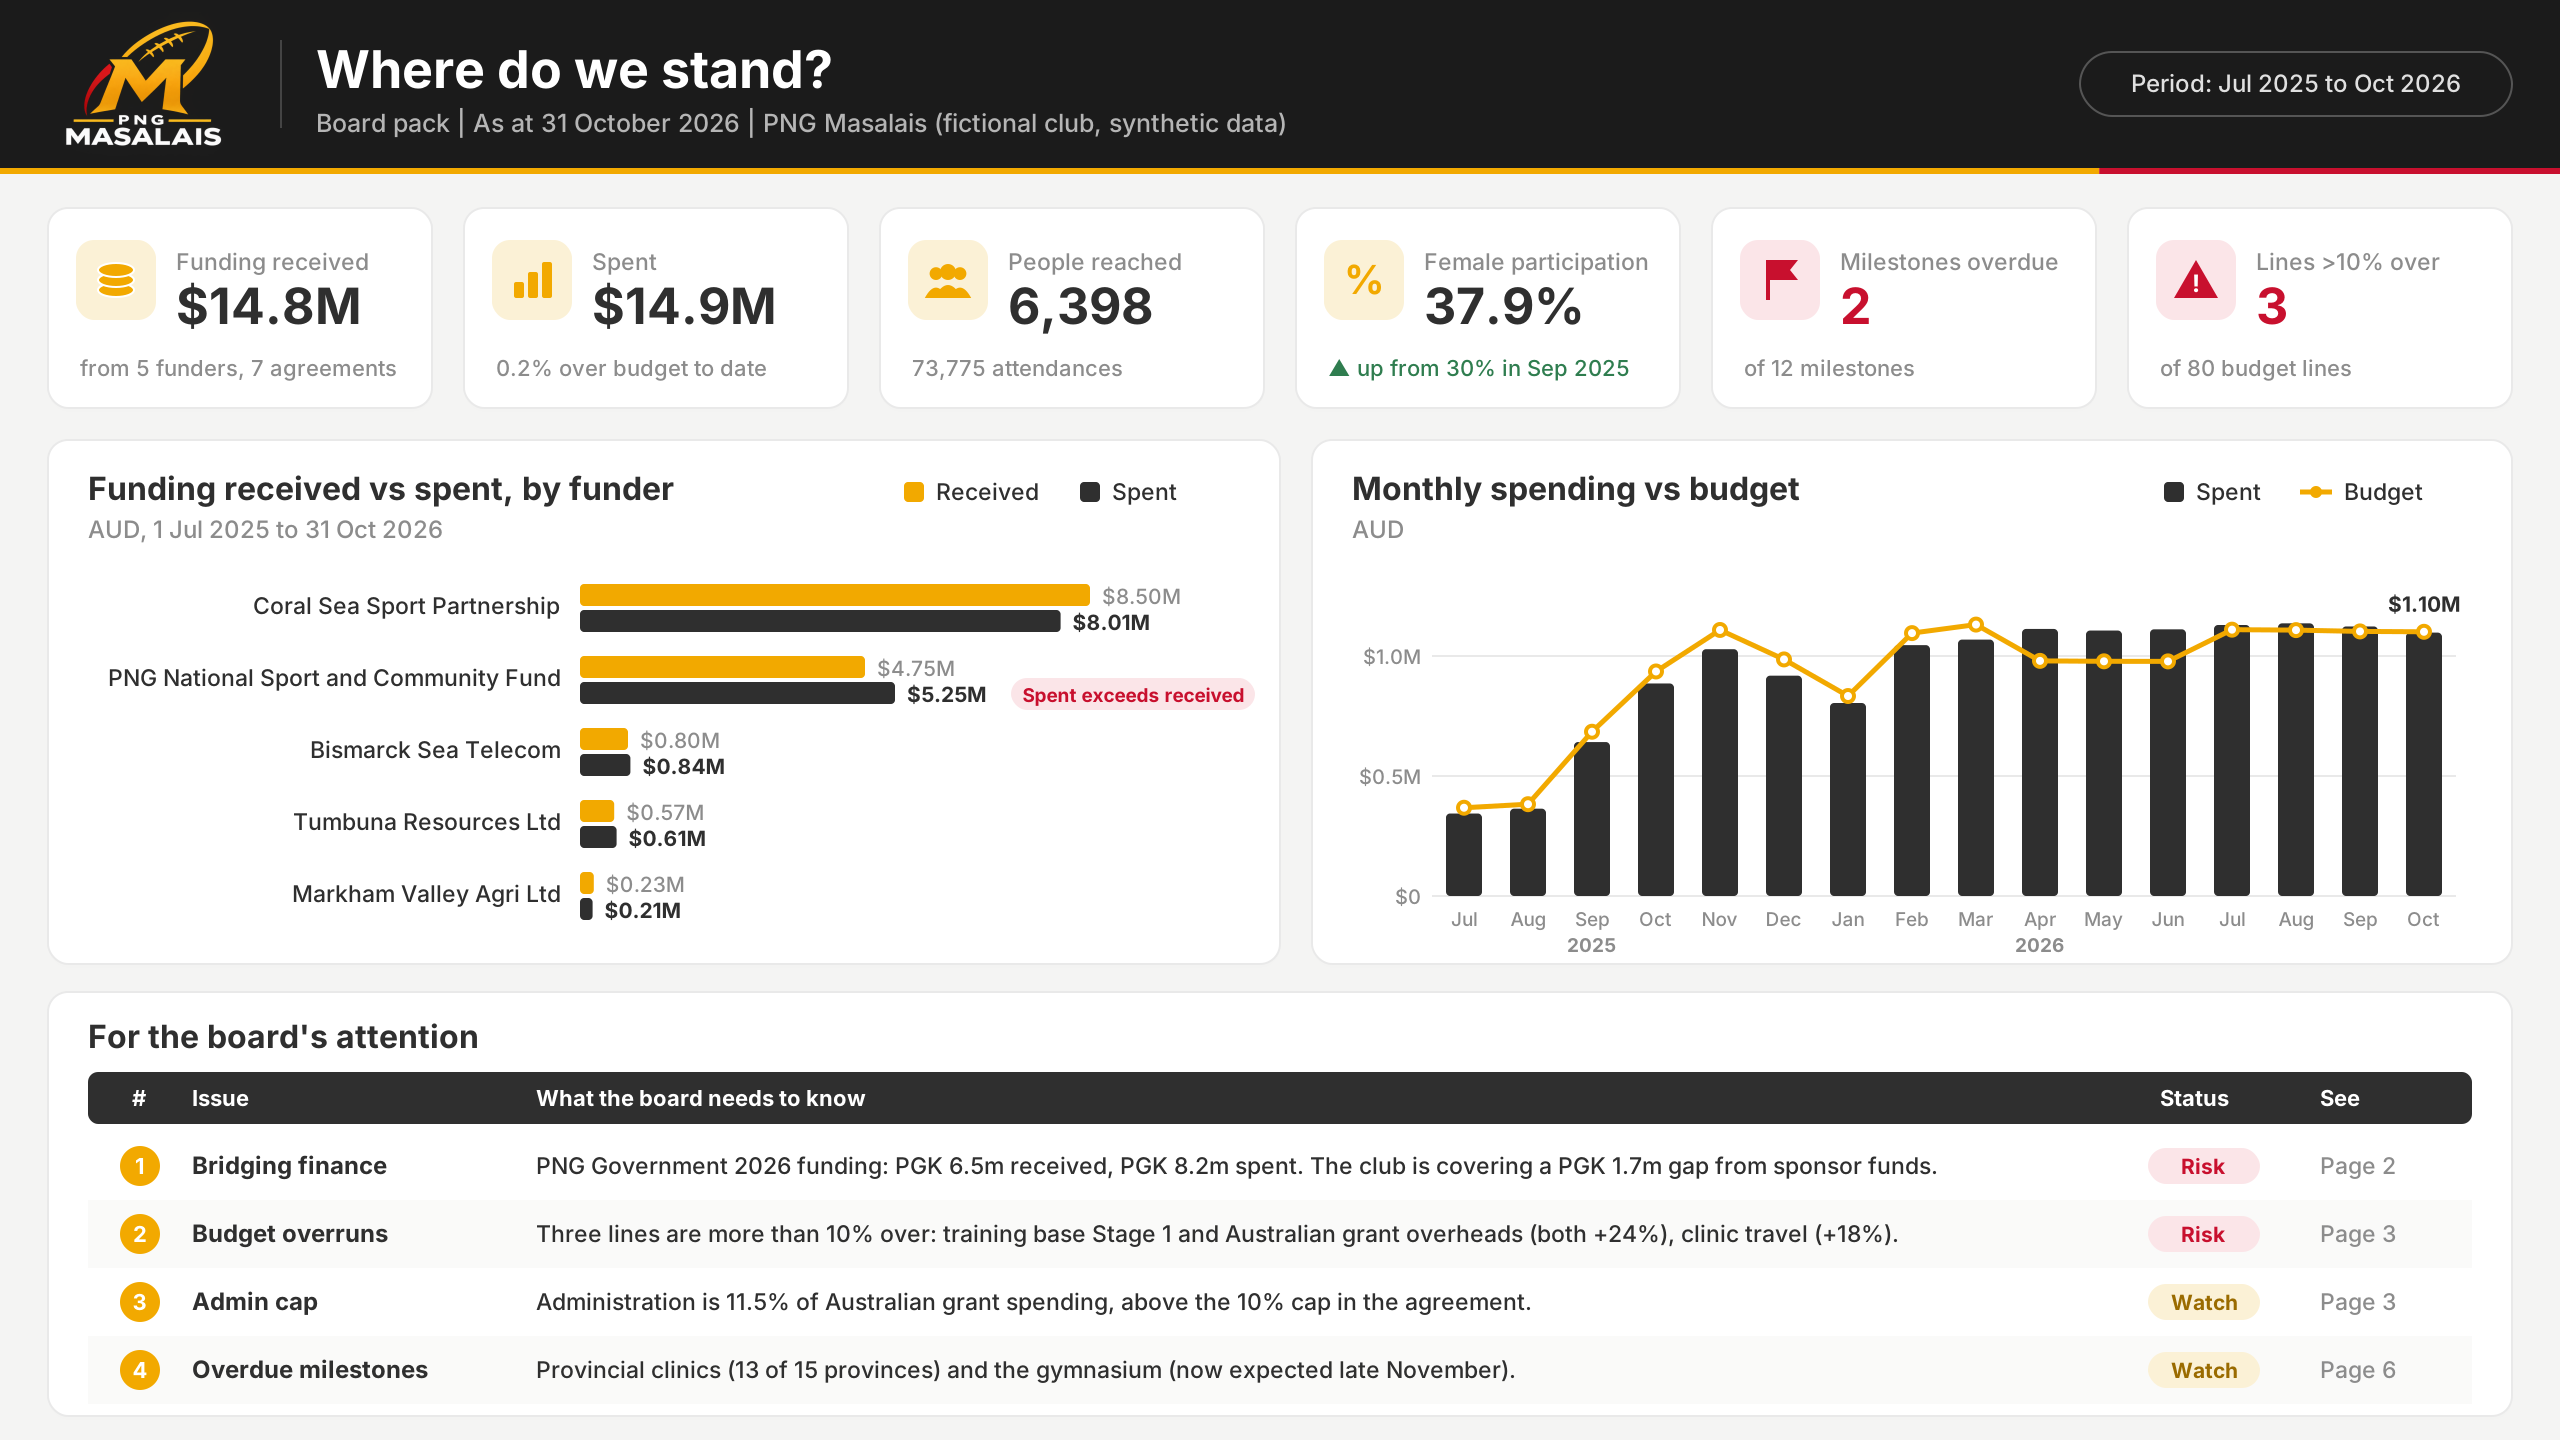 M
PNG
MASALAIS
Where do we stand?
Board pack | As at 31 October 2026 | PNG Masalais (fictional club, synthetic data)
Period: Jul 2025 to Oct 2026
Funding received
$14.8M
from 5 funders, 7 agreements
Spent
$14.9M
0.2% over budget to date
People reached
6,398
73,775 attendances
%
Female participation
37.9%
▲ up from 30% in Sep 2025
Milestones overdue
2
of 12 milestones
!
Lines >10% over
3
of 80 budget lines
Funding received vs spent, by funder
Received
Spent
AUD, 1 Jul 2025 to 31 Oct 2026
Coral Sea Sport Partnership
$8.50M
$8.01M
PNG National Sport and Community Fund
$4.75M
$5.25M
Spent exceeds received
Bismarck Sea Telecom
$0.80M
$0.84M
Tumbuna Resources Ltd
$0.57M
$0.61M
Markham Valley Agri Ltd
$0.23M
$0.21M
Monthly spending vs budget
Spent
Budget
AUD
$1.10M
$1.0M
$0.5M
$0
Jul Aug Sep Oct Nov Dec Jan Feb Mar Apr May Jun Jul Aug Sep Oct
2025 2026
For the board's attention
# Issue What the board needs to know Status See
1 Bridging finance PNG Government 2026 funding: PGK 6.5m received, PGK 8.2m spent. The club is covering a PGK 1.7m gap from sponsor funds. Risk Page 2
2 Budget overruns Three lines are more than 10% over: training base Stage 1 and Australian grant overheads (both +24%), clinic travel (+18%). Risk Page 3
3 Admin cap Administration is 11.5% of Australian grant spending, above the 10% cap in the agreement. Watch Page 3
4 Overdue milestones Provincial clinics (13 of 15 provinces) and the gymnasium (now expected late November). Watch Page 6